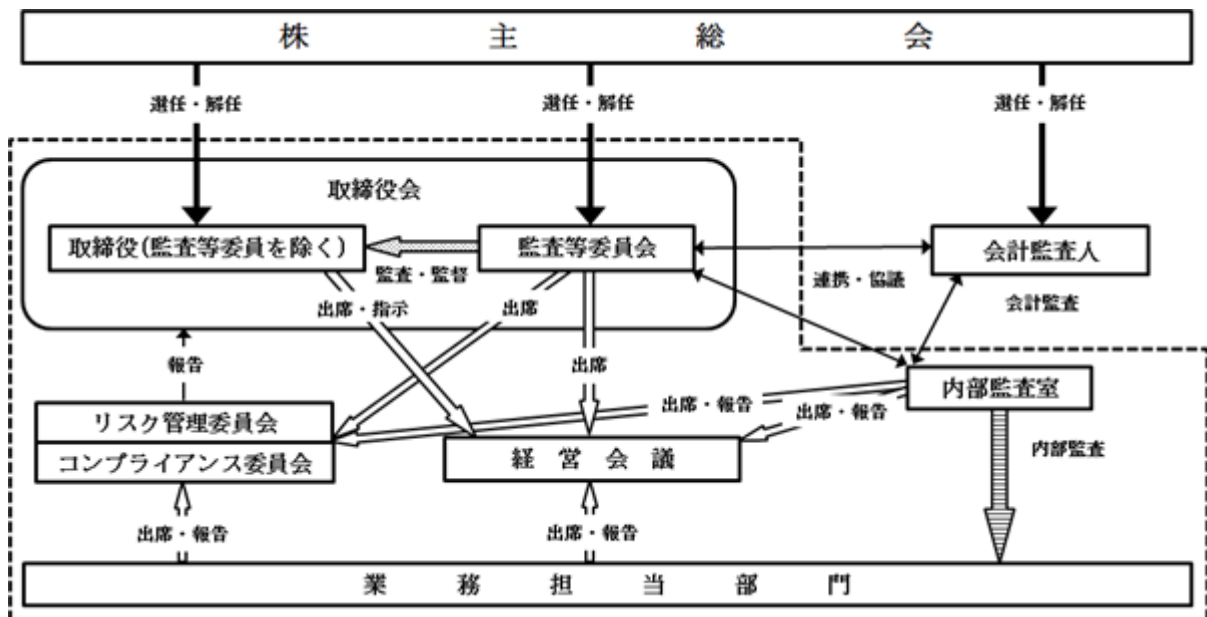 株主総会
選任・解任
選任・解任
選任・解任
取締役会
取締役(監査等委員を除く)
監査等委員会
会計監査人
監査・監督
連携・協議
出席・指示
出席
会計監査
報告
出席
内部監査室
出席・報告
出席・報告
リスク管理委員会
コンプライアンス委員会
経営会議
内部監査
出席・報告
出席・報告
業務担当部門